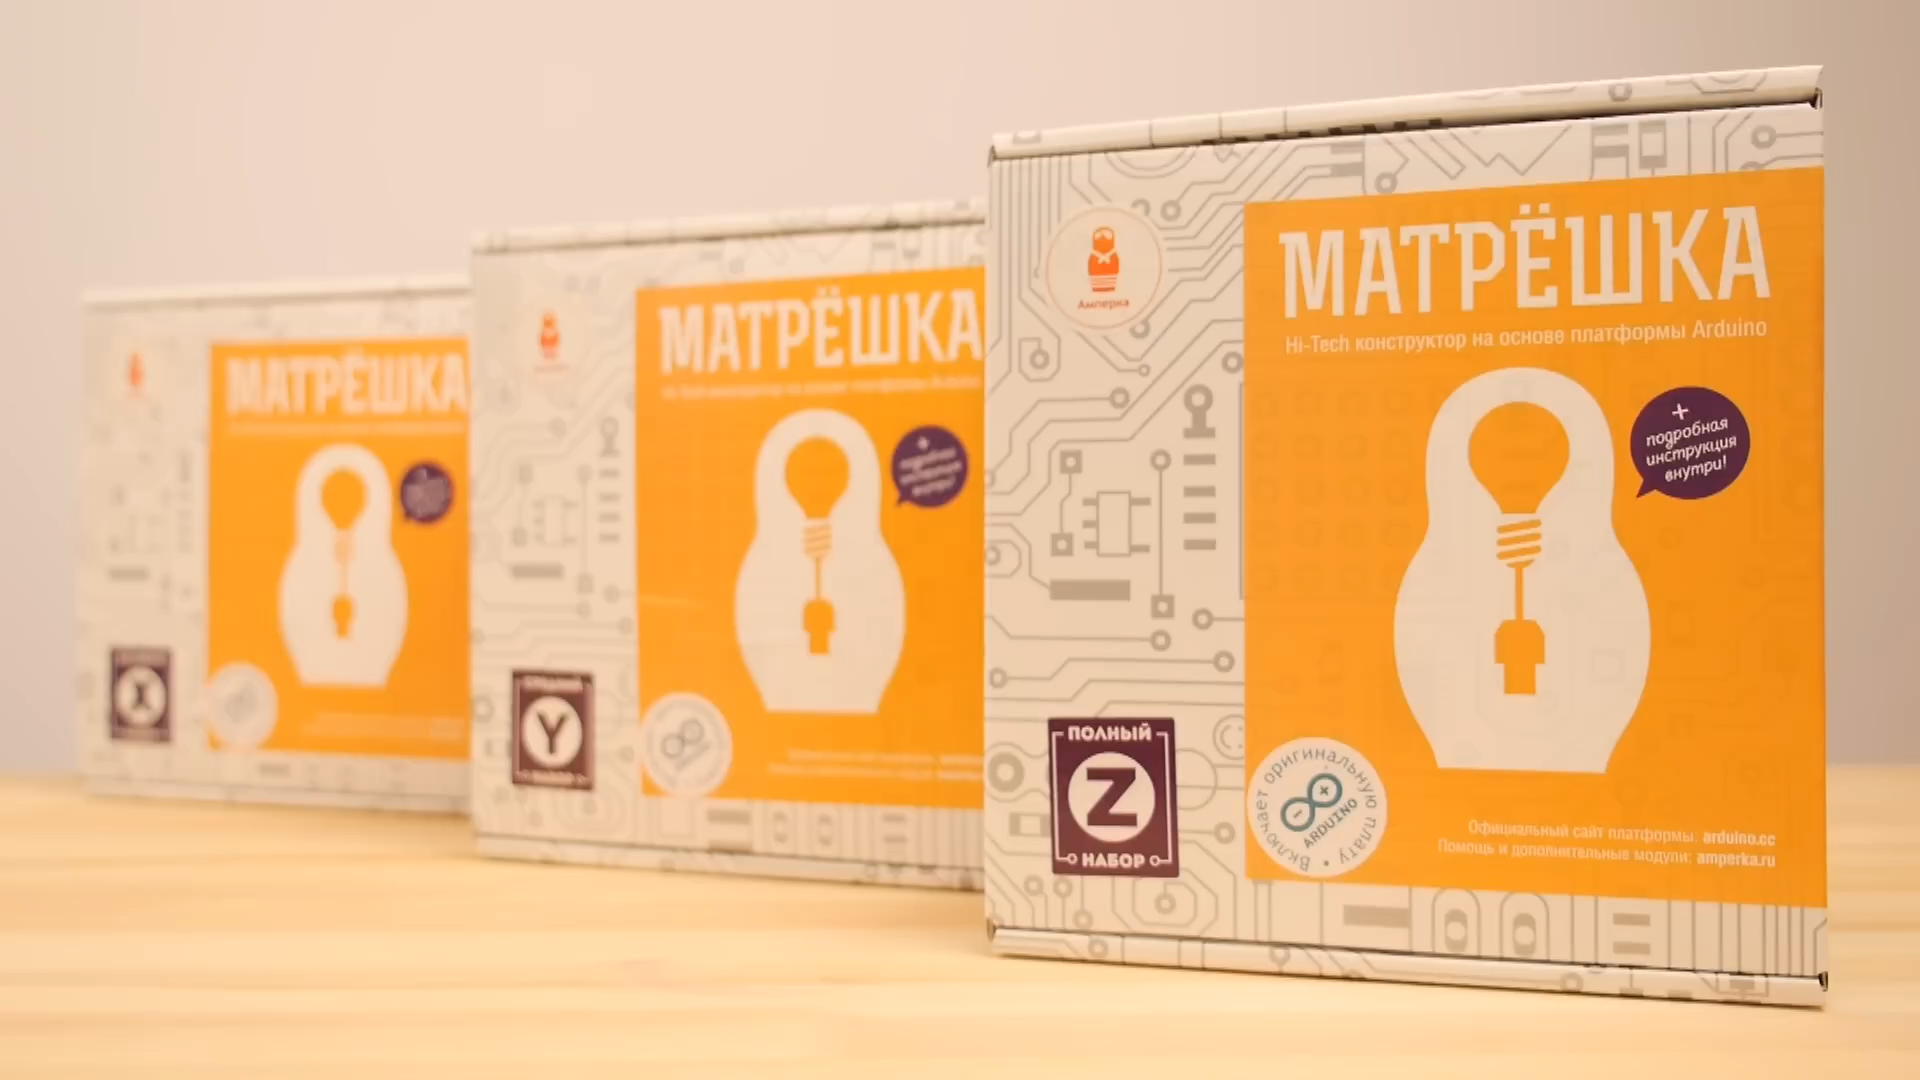 МАТРЁШКА
X
МАТРЁШКА
Y
НАБОР
Амперка
МАТРЁШКА
Hi-Tech конструктор на основе платформы Arduino
+
подробная
инструкция
внутри!
ПОЛНЫЙ
Z
НАБОР
Включает оригинальную плату •
ARDUINO
Официальный сайт платформы: arduino.cc
Помощь и дополнительные модули: amperka.ru